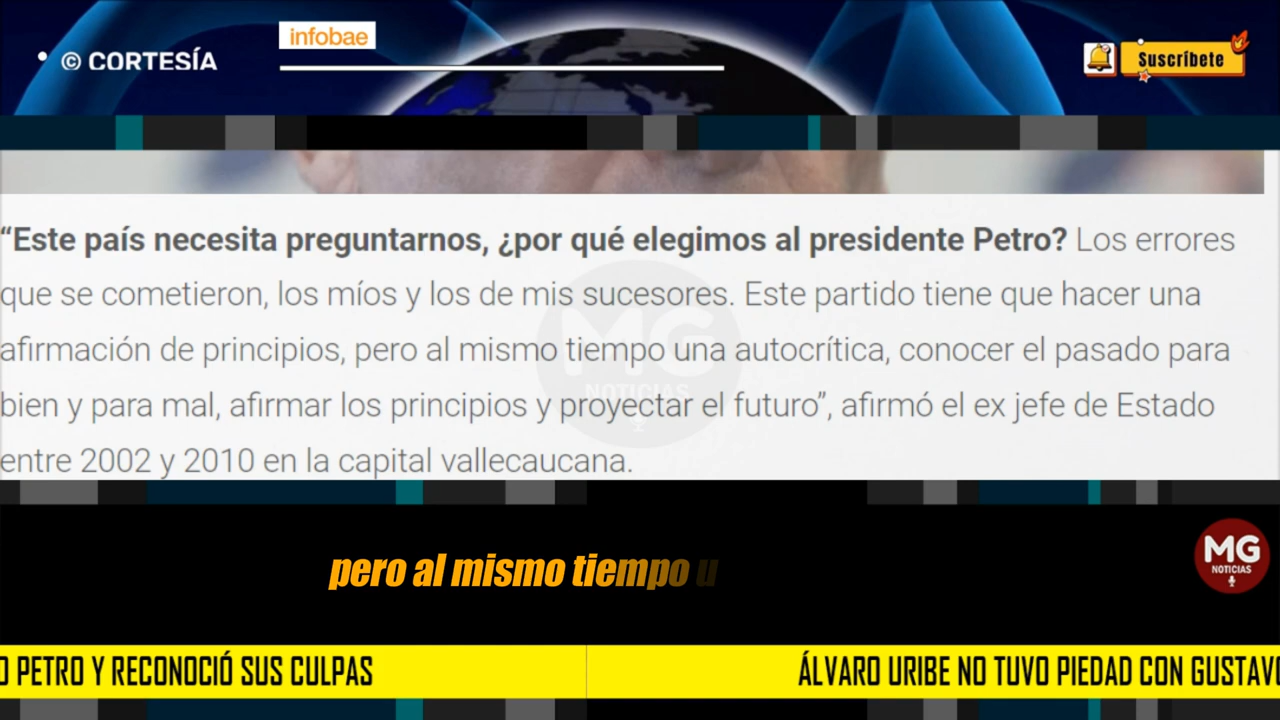 © CORTESÍA
infobae
Suscríbete
“Este país necesita preguntarnos, ¿por qué elegimos al presidente Petro? Los errores
que se cometieron, los míos y los de mis sucesores. Este partido tiene que hacer una
afirmación de principios, pero al mismo tiempo una autocrítica, conocer el pasado para
bien y para mal, afirmar los principios y proyectar el futuro”, afirmó el ex jefe de Estado
entre 2002 y 2010 en la capital vallecaucana.
MG
NOTICIAS
pero al mismo tiempo u
MG
NOTICIAS
O PETRO Y RECONOCIÓ SUS CULPAS
ÁLVARO URIBE NO TUVO PIEDAD CON GUSTAVO